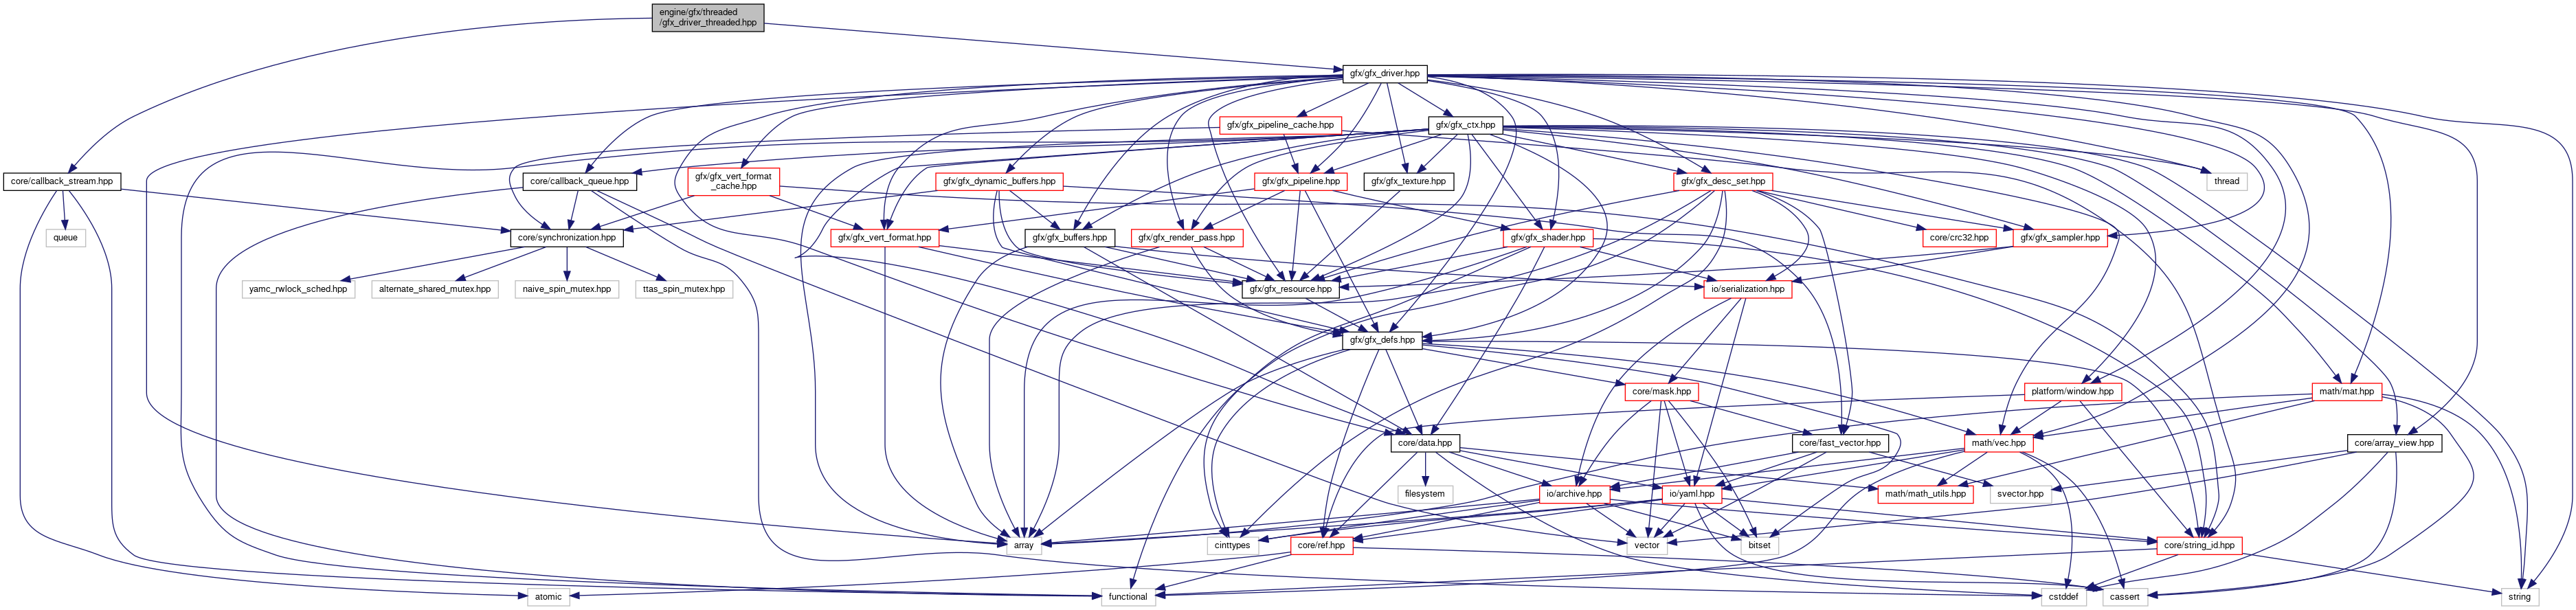 engine/gfx/threaded
/gfx_driver_threaded.hpp
gfx/gfx_driver.hpp
gfx/gfx_pipeline_cache.hpp
gfx/gfx_ctx.hpp
core/callback_stream.hpp
core/callback_queue.hpp
gfx/gfx_vert_format
_cache.hpp
gfx/gfx_dynamic_buffers.hpp
gfx/gfx_pipeline.hpp
gfx/gfx_texture.hpp
gfx/gfx_desc_set.hpp
thread
queue
core/synchronization.hpp
gfx/gfx_vert_format.hpp
gfx/gfx_buffers.hpp
gfx/gfx_render_pass.hpp
gfx/gfx_shader.hpp
core/crc32.hpp
gfx/gfx_sampler.hpp
yamc_rwlock_sched.hpp
alternate_shared_mutex.hpp
naive_spin_mutex.hpp
ttas_spin_mutex.hpp
gfx/gfx_resource.hpp
io/serialization.hpp
gfx/gfx_defs.hpp
core/mask.hpp
platform/window.hpp
math/mat.hpp
core/data.hpp
core/fast_vector.hpp
math/vec.hpp
core/array_view.hpp
filesystem
io/archive.hpp
io/yaml.hpp
math/math_utils.hpp
svector.hpp
array
cinttypes
core/ref.hpp
vector
bitset
core/string_id.hpp
atomic
functional
cstddef
cassert
string